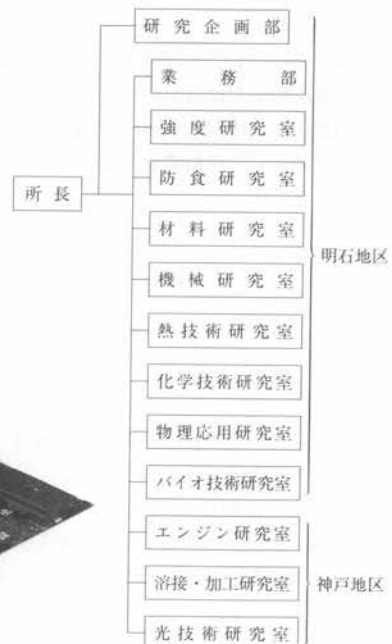 研究企画部
業務部
強度研究室
防食研究室
所長
材料研究室
明石地区
機械研究室
熱技術研究室
化学技術研究室
物理応用研究室
バイオ技術研究室
エンジン研究室
溶接・加工研究室
神戸地区
光技術研究室